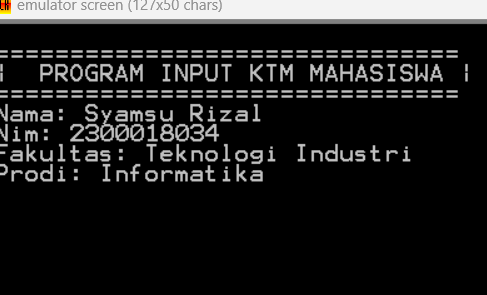 emulator screen (127x50 chars)
==============================
|  PROGRAM INPUT KTM MAHASISWA |
==============================
Nama: Syamsu Rizal
Nim: 2300018034
Fakultas: Teknologi Industri
Prodi: Informatika